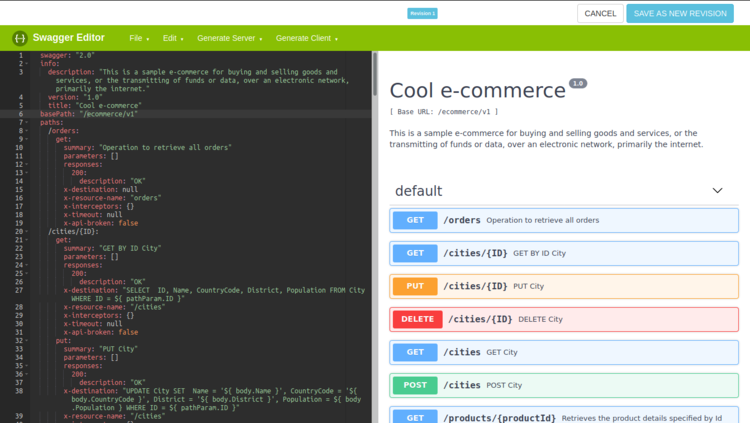 Revision 1
CANCEL
SAVE AS NEW REVISION
{··}
Swagger Editor
File
Edit
Generate Server
Generate Client
1 swagger: "2.0"
2 info:
3 description: "This is a sample e-commerce for buying and selling goods and
services, or the transmitting of funds or data, over an electronic network,
primarily the internet."
4 version: "1.0"
5 title: "Cool e-commerce"
6 basePath: "/ecommerce/v1"
7 paths:
8 /orders:
9 get:
10 summary: "Operation to retrieve all orders"
11 parameters: []
12 responses:
13 200:
14 description: "OK"
15 x-destination: null
16 x-resource-name: "orders"
17 x-interceptors: {}
18 x-timeout: null
19 x-api-broken: false
20 /cities/{ID}:
21 get:
22 summary: "GET BY ID City"
23 parameters: []
24 responses:
25 200:
26 description: "OK"
27 x-destination: "SELECT  ID, Name, CountryCode, District, Population FROM City
WHERE ID = ${ pathParam.ID }"
28 x-resource-name: "/cities"
29 x-interceptors: {}
30 x-timeout: null
31 x-api-broken: false
32 put:
33 summary: "PUT City"
34 parameters: []
35 responses:
36 200:
37 description: "OK"
38 x-destination: "UPDATE City SET  Name = '${ body.Name }', CountryCode = '${
body.CountryCode }', District = '${ body.District }', Population = ${ body
.Population } WHERE ID = ${ pathParam.ID }"
39 x-resource-name: "/cities"
Cool e-commerce 1.0
[ Base URL: /ecommerce/v1 ]
This is a sample e-commerce for buying and selling goods and services, or the
transmitting of funds or data, over an electronic network, primarily the internet.
default
GET /orders Operation to retrieve all orders
GET /cities/{ID} GET BY ID City
PUT /cities/{ID} PUT City
DELETE /cities/{ID} DELETE City
GET /cities GET City
POST /cities POST City
GET /products/{productId} Retrieves the product details specified by Id